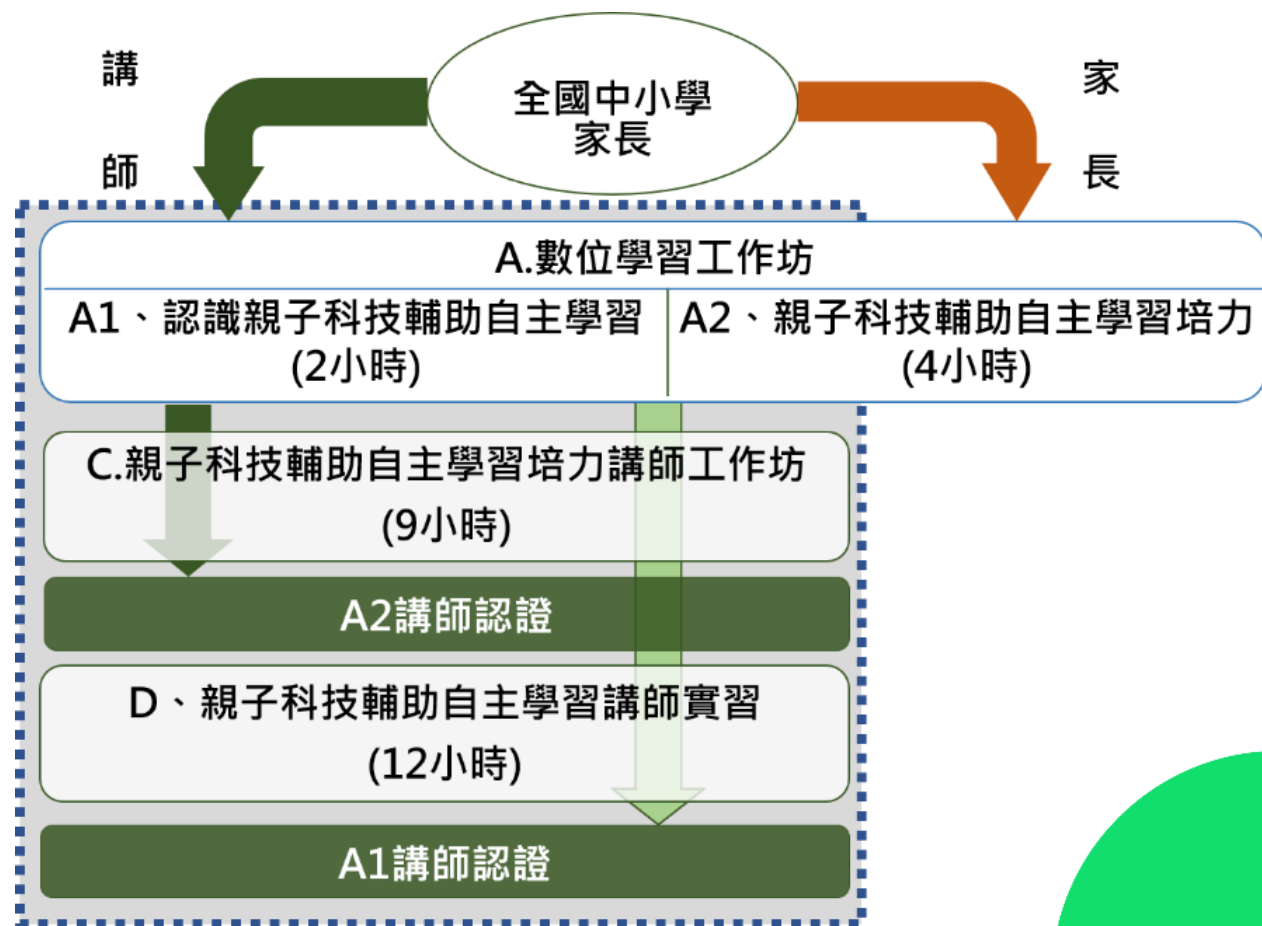 講師
全國中小學
家長
家長
A.數位學習工作坊
A1、認識親子科技輔助自主學習
(2小時)
A2、親子科技輔助自主學習培力
(4小時)
C.親子科技輔助自主學習培力講師工作坊
(9小時)
A2講師認證
D、親子科技輔助自主學習講師實習
(12小時)
A1講師認證